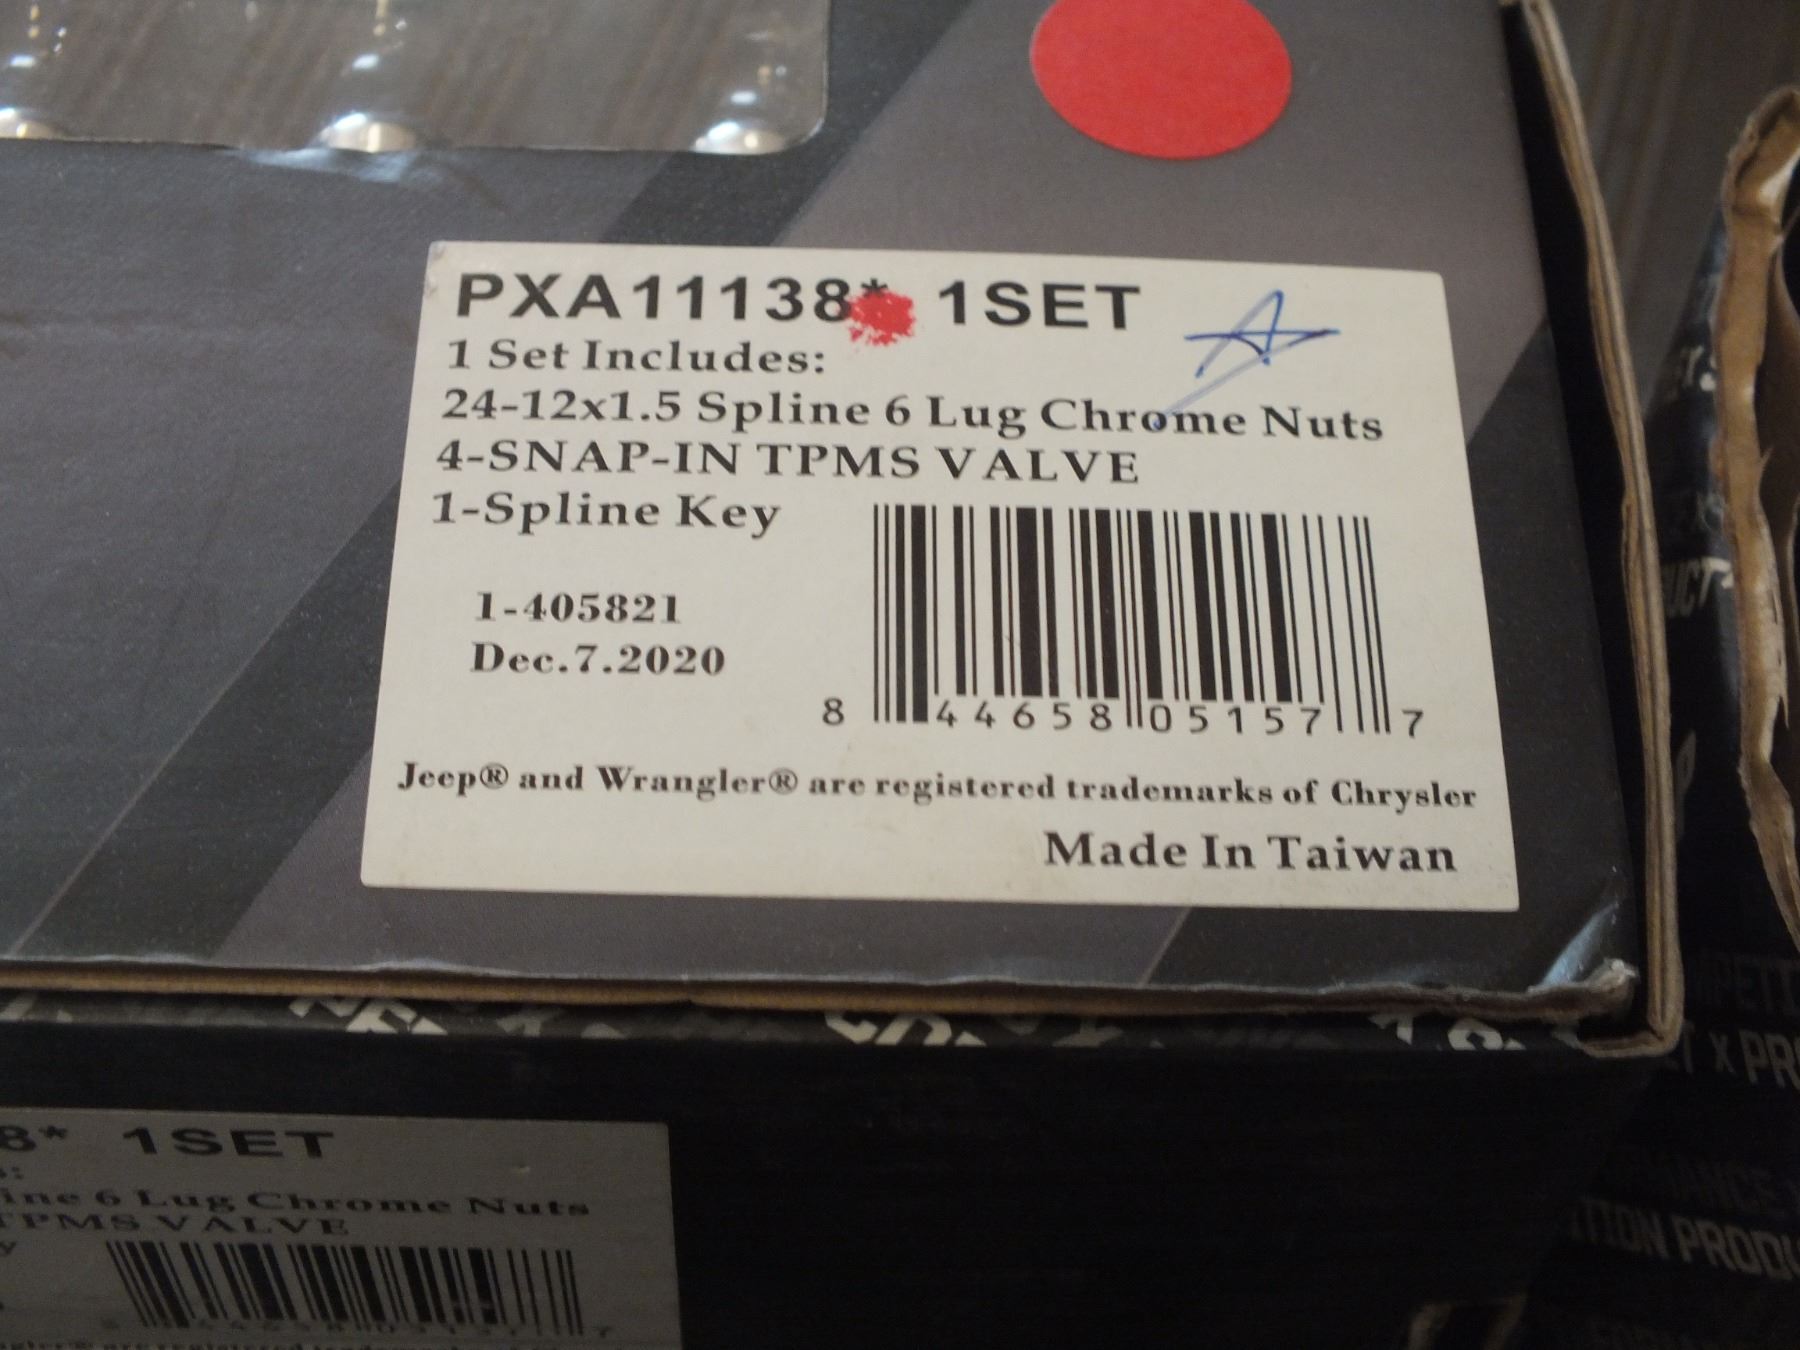 PXA11138* 1SET
1 Set Includes:
24-12x1.5 Spline 6 Lug Chrome Nuts
4-SNAP-IN TPMS VALVE
1-Spline Key
1-405821
Dec.7.2020
8 44658 05157 7
Jeep® and Wrangler® are registered trademarks of Chrysler
Made In Taiwan
8* 1SET
6 Lug Chrome Nuts
TPMS VALVE
X PR
PRODU